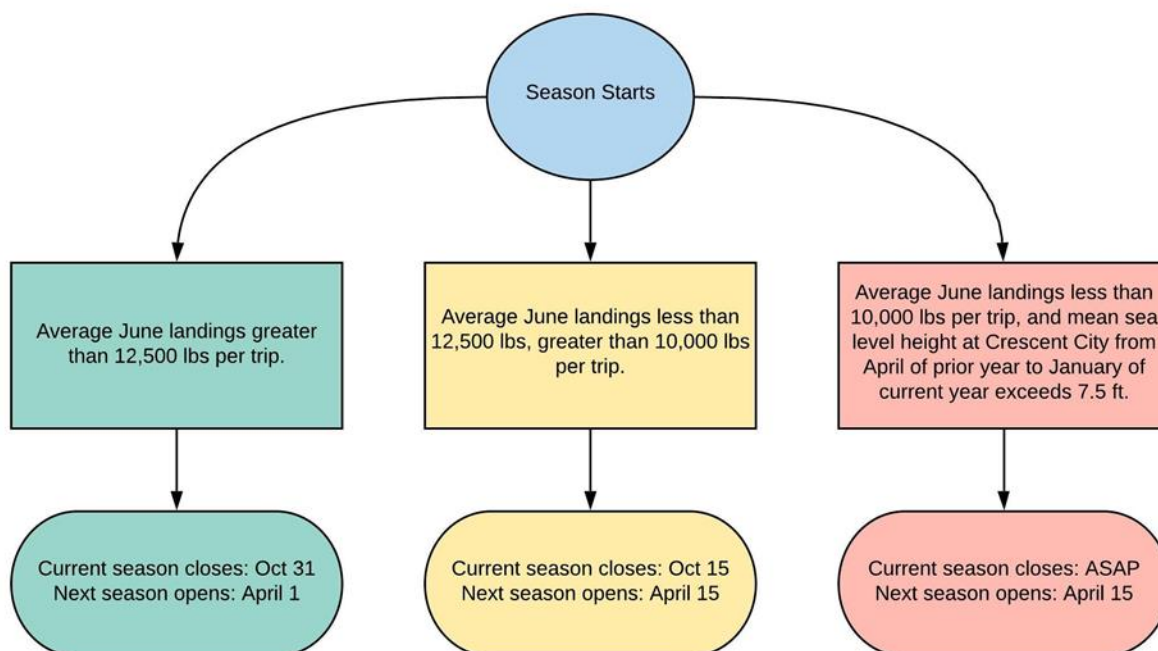 Season Starts
Average June landings greater
than 12,500 lbs per trip.
Average June landings less than
12,500 lbs, greater than 10,000 lbs
per trip.
Average June landings less than
10,000 lbs per trip, and mean sea
level height at Crescent City from
April of prior year to January of
current year exceeds 7.5 ft.
Current season closes: Oct 31
Next season opens: April 1
Current season closes: Oct 15
Next season opens: April 15
Current season closes: ASAP
Next season opens: April 15